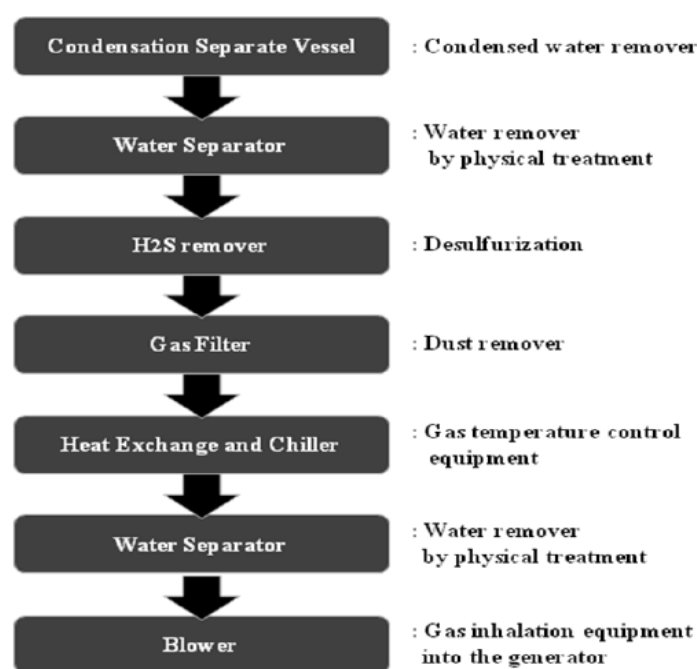 Condensation Separate Vessel : Condensed water remover
Water Separator : Water remover
by physical treatment
H2S remover : Desulfurization
Gas Filter : Dust remover
Heat Exchange and Chiller : Gas temperature control
equipment
Water Separator : Water remover
by physical treatment
Blower : Gas inhalation equipment
into the generator